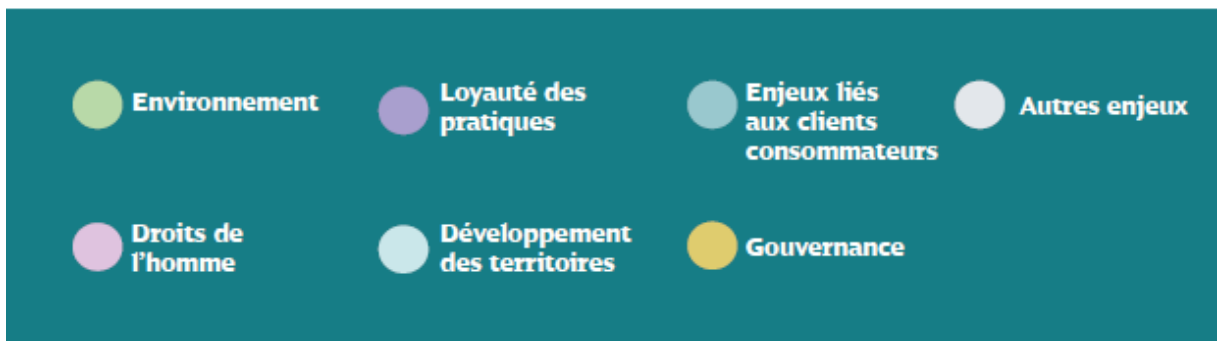 Environnement
Loyauté des
pratiques
Enjeux liés
aux clients
consommateurs
Autres enjeux
Droits de
l'homme
Développement
des territoires
Gouvernance